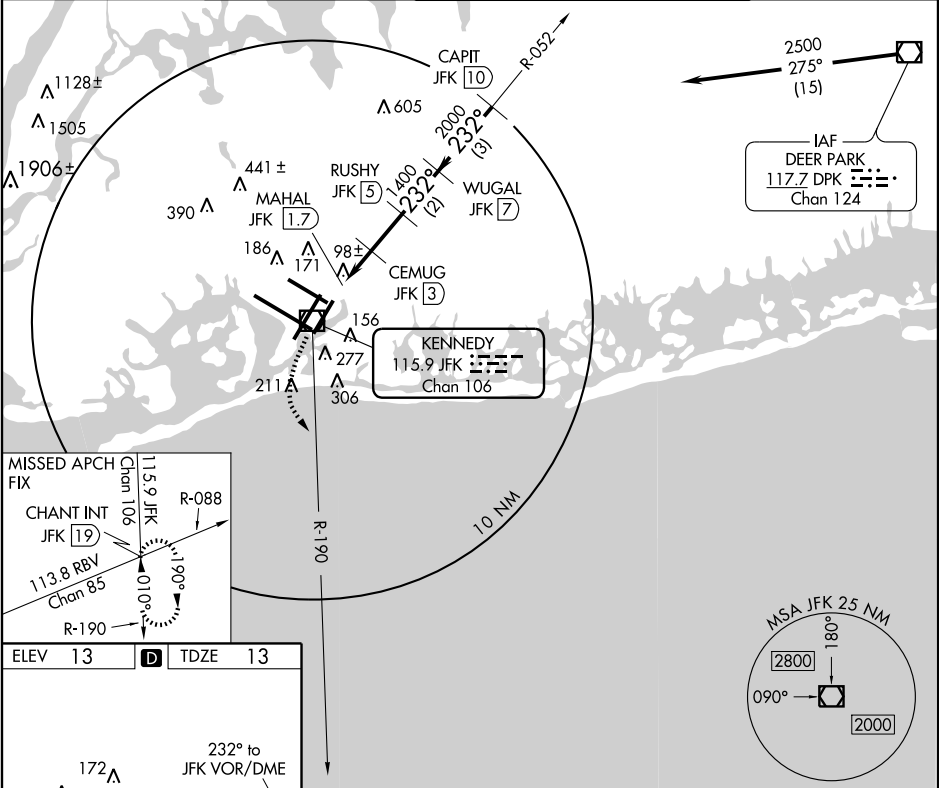 CAPIT
JFK 10
R-052
2500
275°
(15)
1128±
1505
1906±
605
2000
232°
(3)
IAF
DEER PARK
117.7 DPK
Chan 124
441 ±
390
RUSHY
JFK 5
1400
232°
(2)
WUGAL
JFK 7
MAHAL
JFK 1.7
186
171
98±
CEMUG
JFK 3
156
277
211
306
KENNEDY
115.9 JFK
Chan 106
10 NM
R-190
MISSED APCH
FIX
115.9 JFK
Chan 106
CHANT INT
JFK 19
R-088
113.8 RBV
Chan 85
010°
190°
R-190
MSA JFK 25 NM
180°
2800
090°
2000
ELEV 13 D TDZE 13
172
232° to
JFK VOR/DME